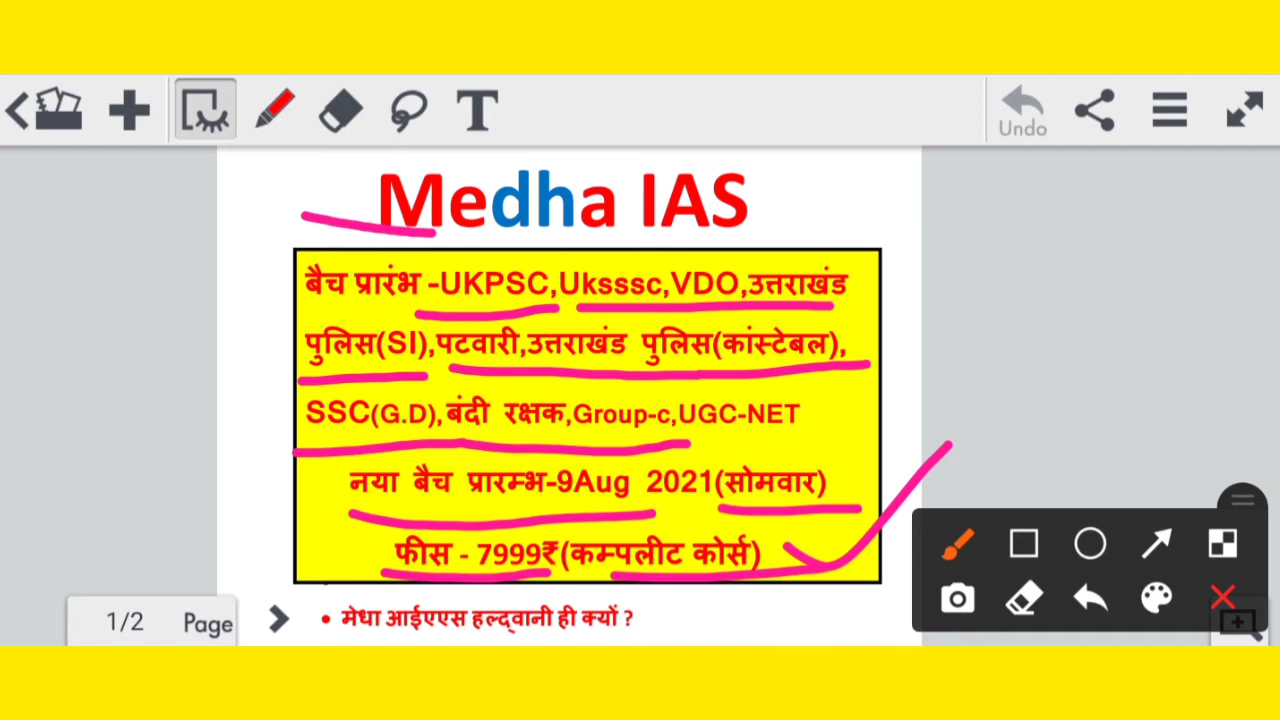 Undo
Medha IAS
बैच प्रारंभ -UKPSC,Uksssc,VDO,उत्तराखंड
पुलिस(SI),पटवारी,उत्तराखंड पुलिस(कांस्टेबल),
SSC(G.D),बंदी रक्षक,Group-c,UGC-NET
नया बैच प्रारम्भ-9Aug 2021(सोमवार)
फीस - 7999₹(कम्पलीट कोर्स)
1/2 Page
• मेधा आईएएस हल्द्वानी ही क्यों ?